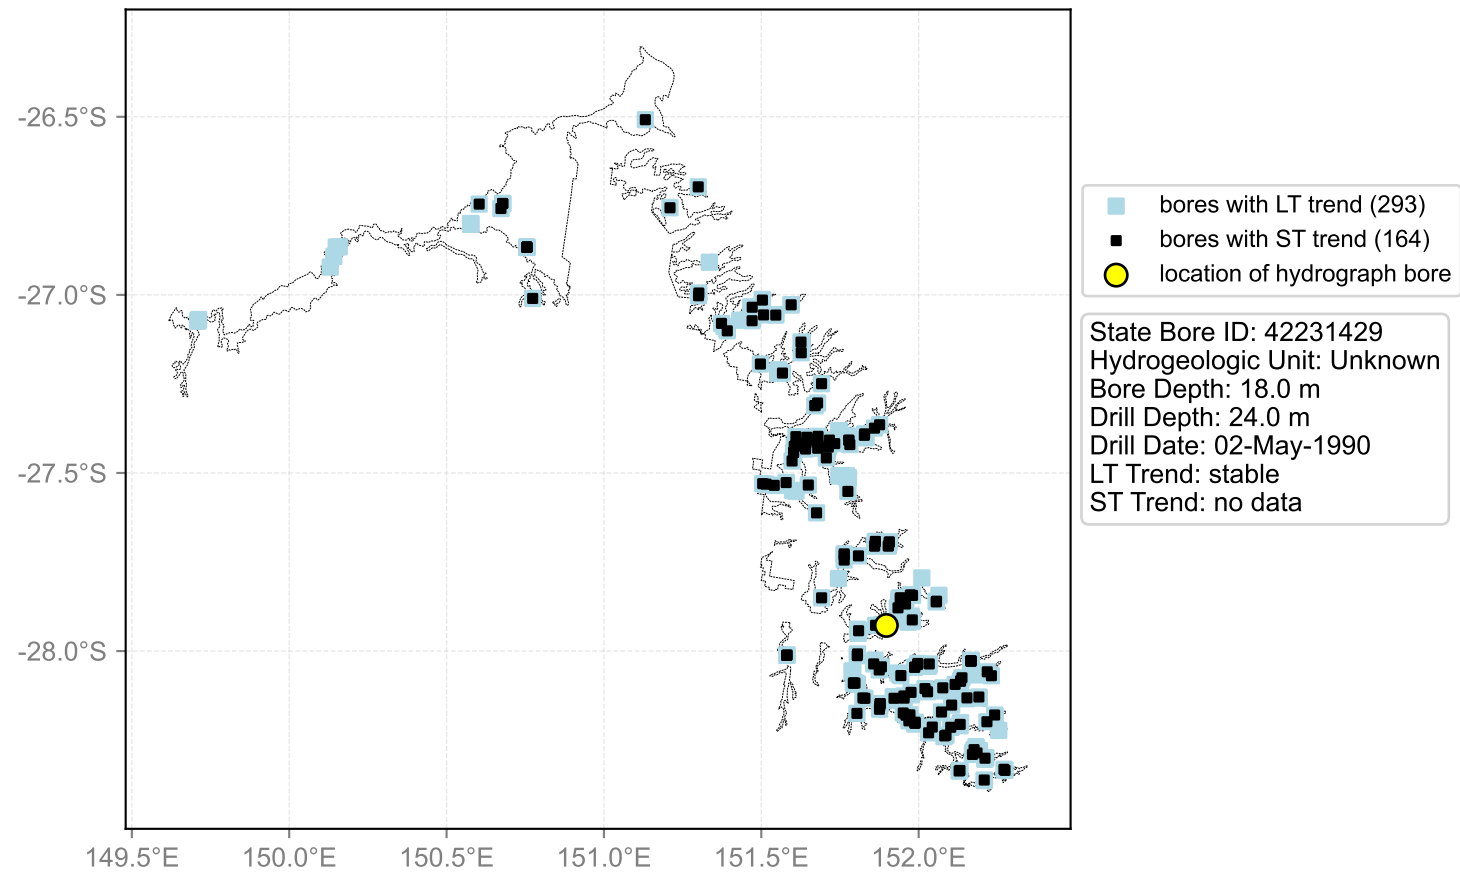 -26.5°S
-27.0°S
-27.5°S
-28.0°S
149.5°E
150.0°E
150.5°E
151.0°E
151.5°E
152.0°E
bores with LT trend (293)
bores with ST trend (164)
location of hydrograph bore
State Bore ID: 42231429
Hydrogeologic Unit: Unknown
Bore Depth: 18.0 m
Drill Depth: 24.0 m
Drill Date: 02-May-1990
LT Trend: stable
ST Trend: no data